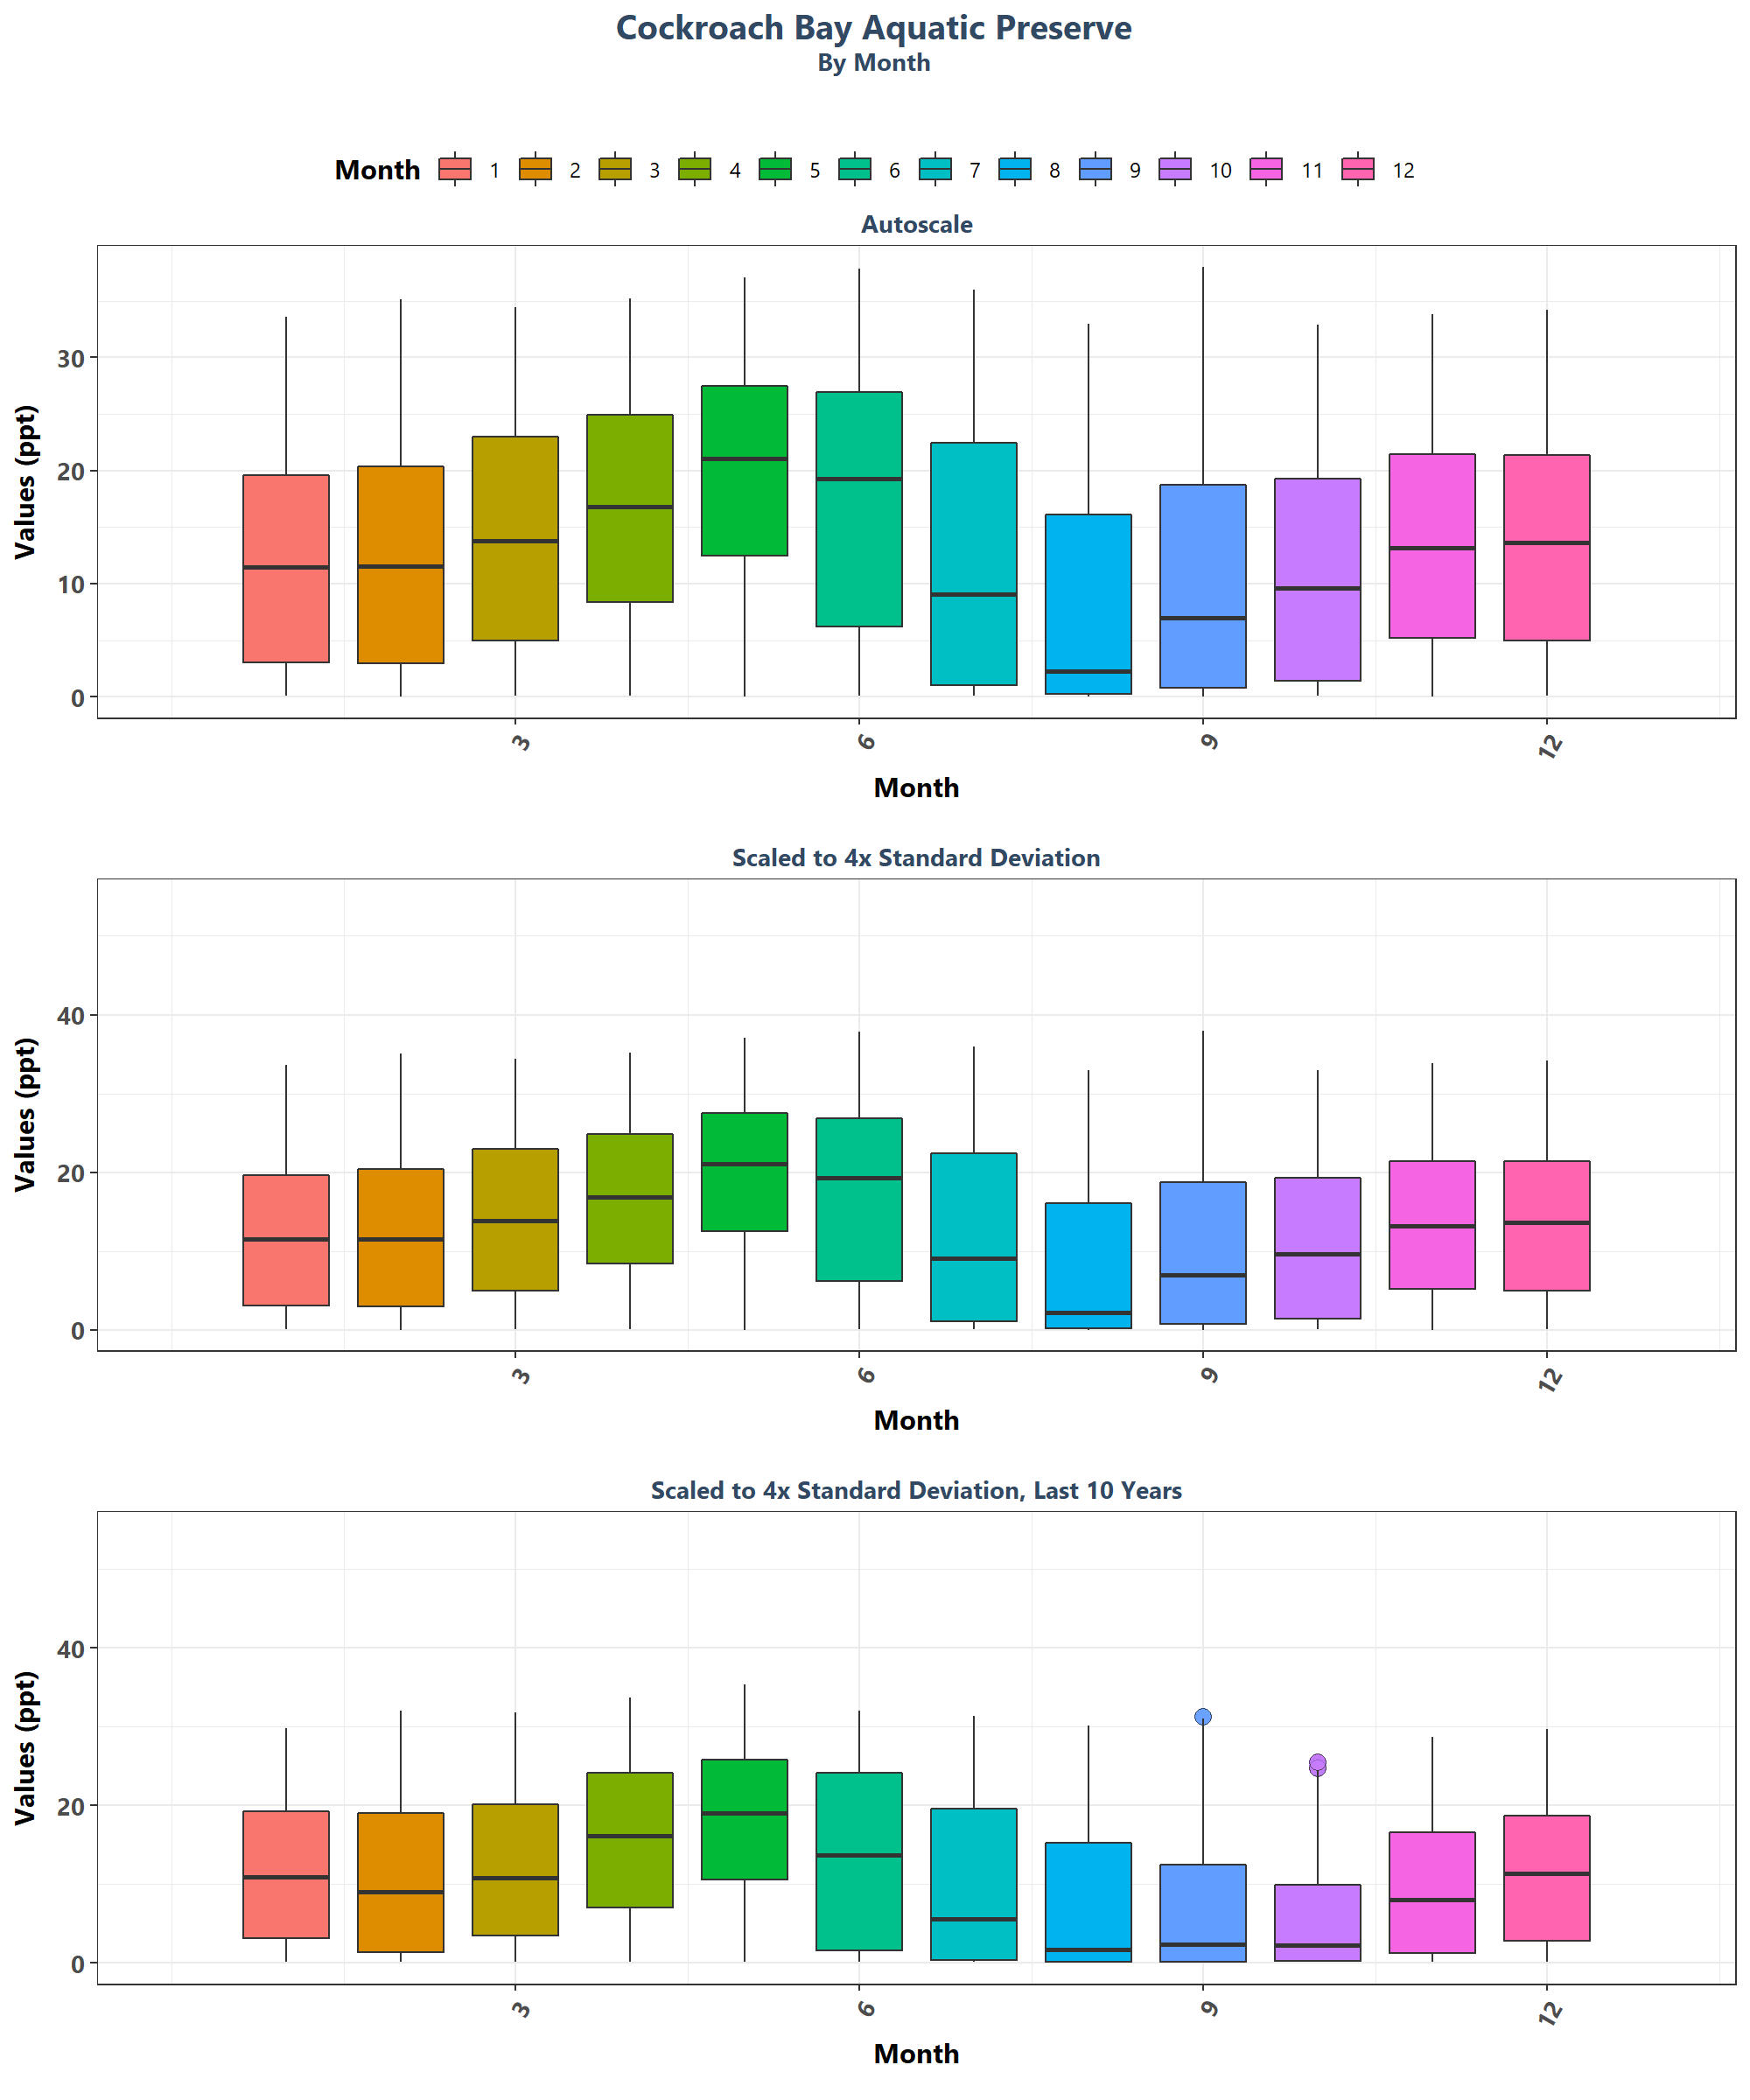 Cockroach Bay Aquatic Preserve
By Month
Month 1 2 3 4 5 6 7 8 9 10 11 12
Autoscale
Values (ppt)
30
20
10
0
3 6 9 12
Month
Scaled to 4x Standard Deviation
Values (ppt)
40
20
0
3 6 9 12
Month
Scaled to 4x Standard Deviation, Last 10 Years
Values (ppt)
40
20
0
3 6 9 12
Month